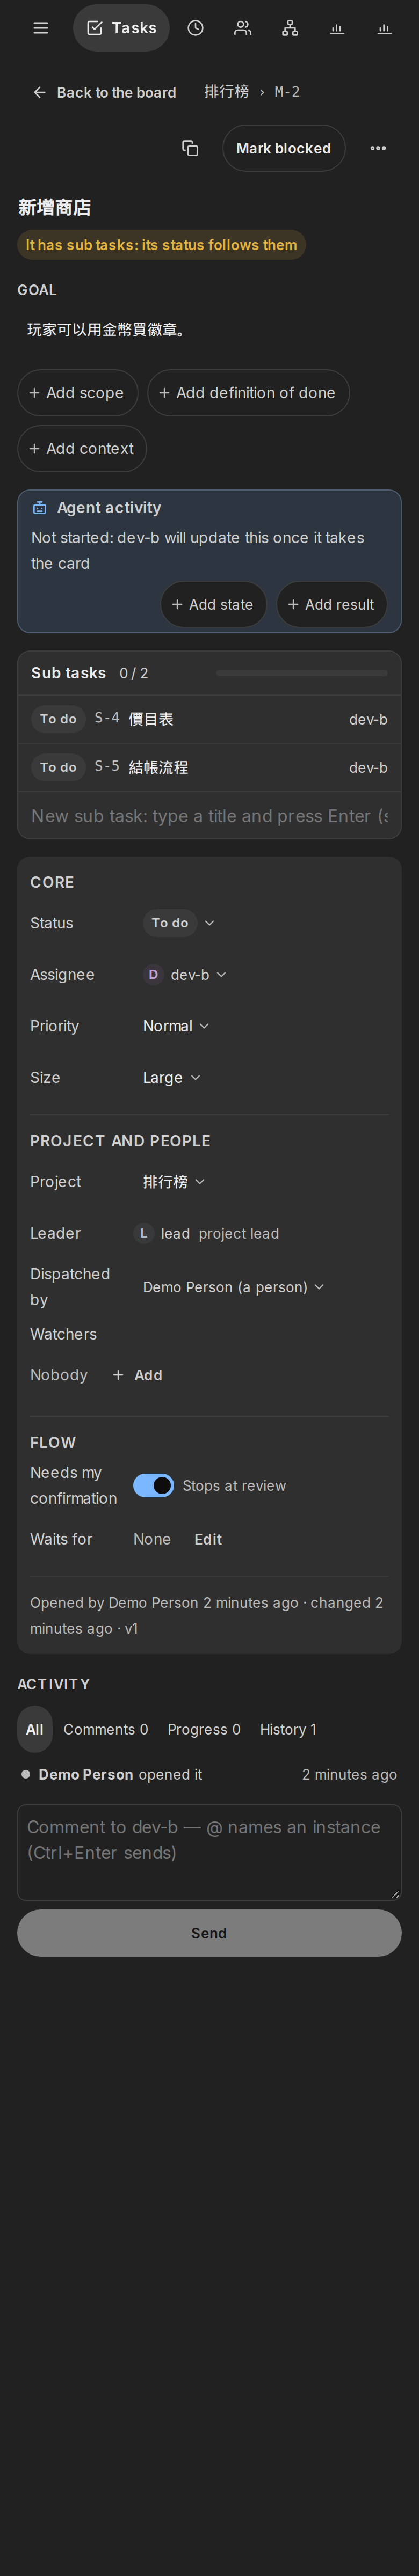 Tasks
Back to the board
排行榜 › M-2
Mark blocked
新增商店
It has sub tasks: its status follows them
GOAL
玩家可以用金幣買徽章。
+ Add scope
+ Add definition of done
+ Add context
Agent activity
Not started: dev-b will update this once it takes
the card
+ Add state
+ Add result
Sub tasks 0 / 2
To do S-4 價目表 dev-b
To do S-5 結帳流程 dev-b
New sub task: type a title and press Enter (s
CORE
Status To do
Assignee D dev-b
Priority Normal
Size Large
PROJECT AND PEOPLE
Project 排行榜
Leader L lead project lead
Dispatched
by
Demo Person (a person)
Watchers
Nobody + Add
FLOW
Needs my
confirmation
Stops at review
Waits for None Edit
Opened by Demo Person 2 minutes ago · changed 2
minutes ago · v1
ACTIVITY
All Comments 0 Progress 0 History 1
Demo Person opened it 2 minutes ago
Comment to dev-b — @ names an instance
(Ctrl+Enter sends)
Send